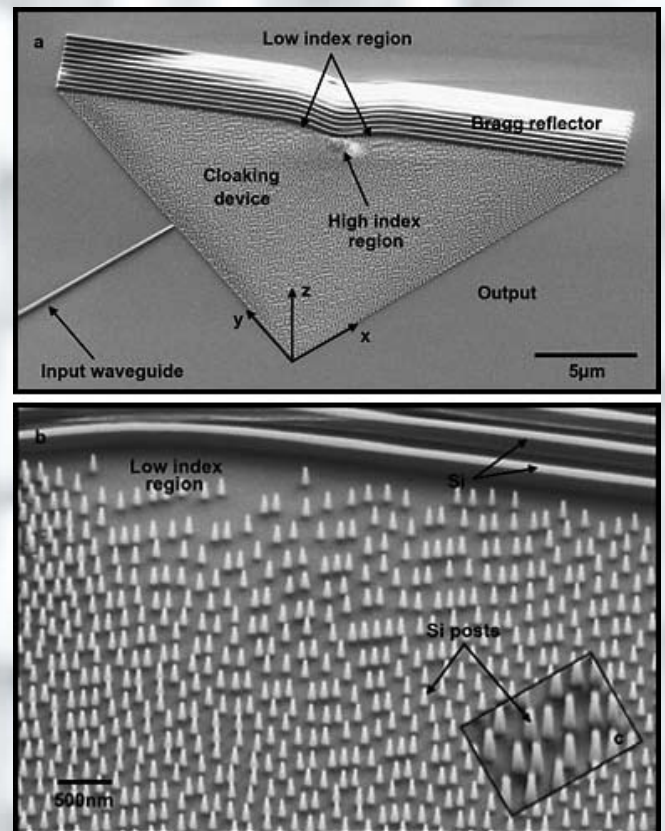 a
Low index region
Bragg reflector
Cloaking
device
High index
region
z
y
x
Output
Input waveguide
5μm
b
Low index
region
Si
Si posts
c
500nm